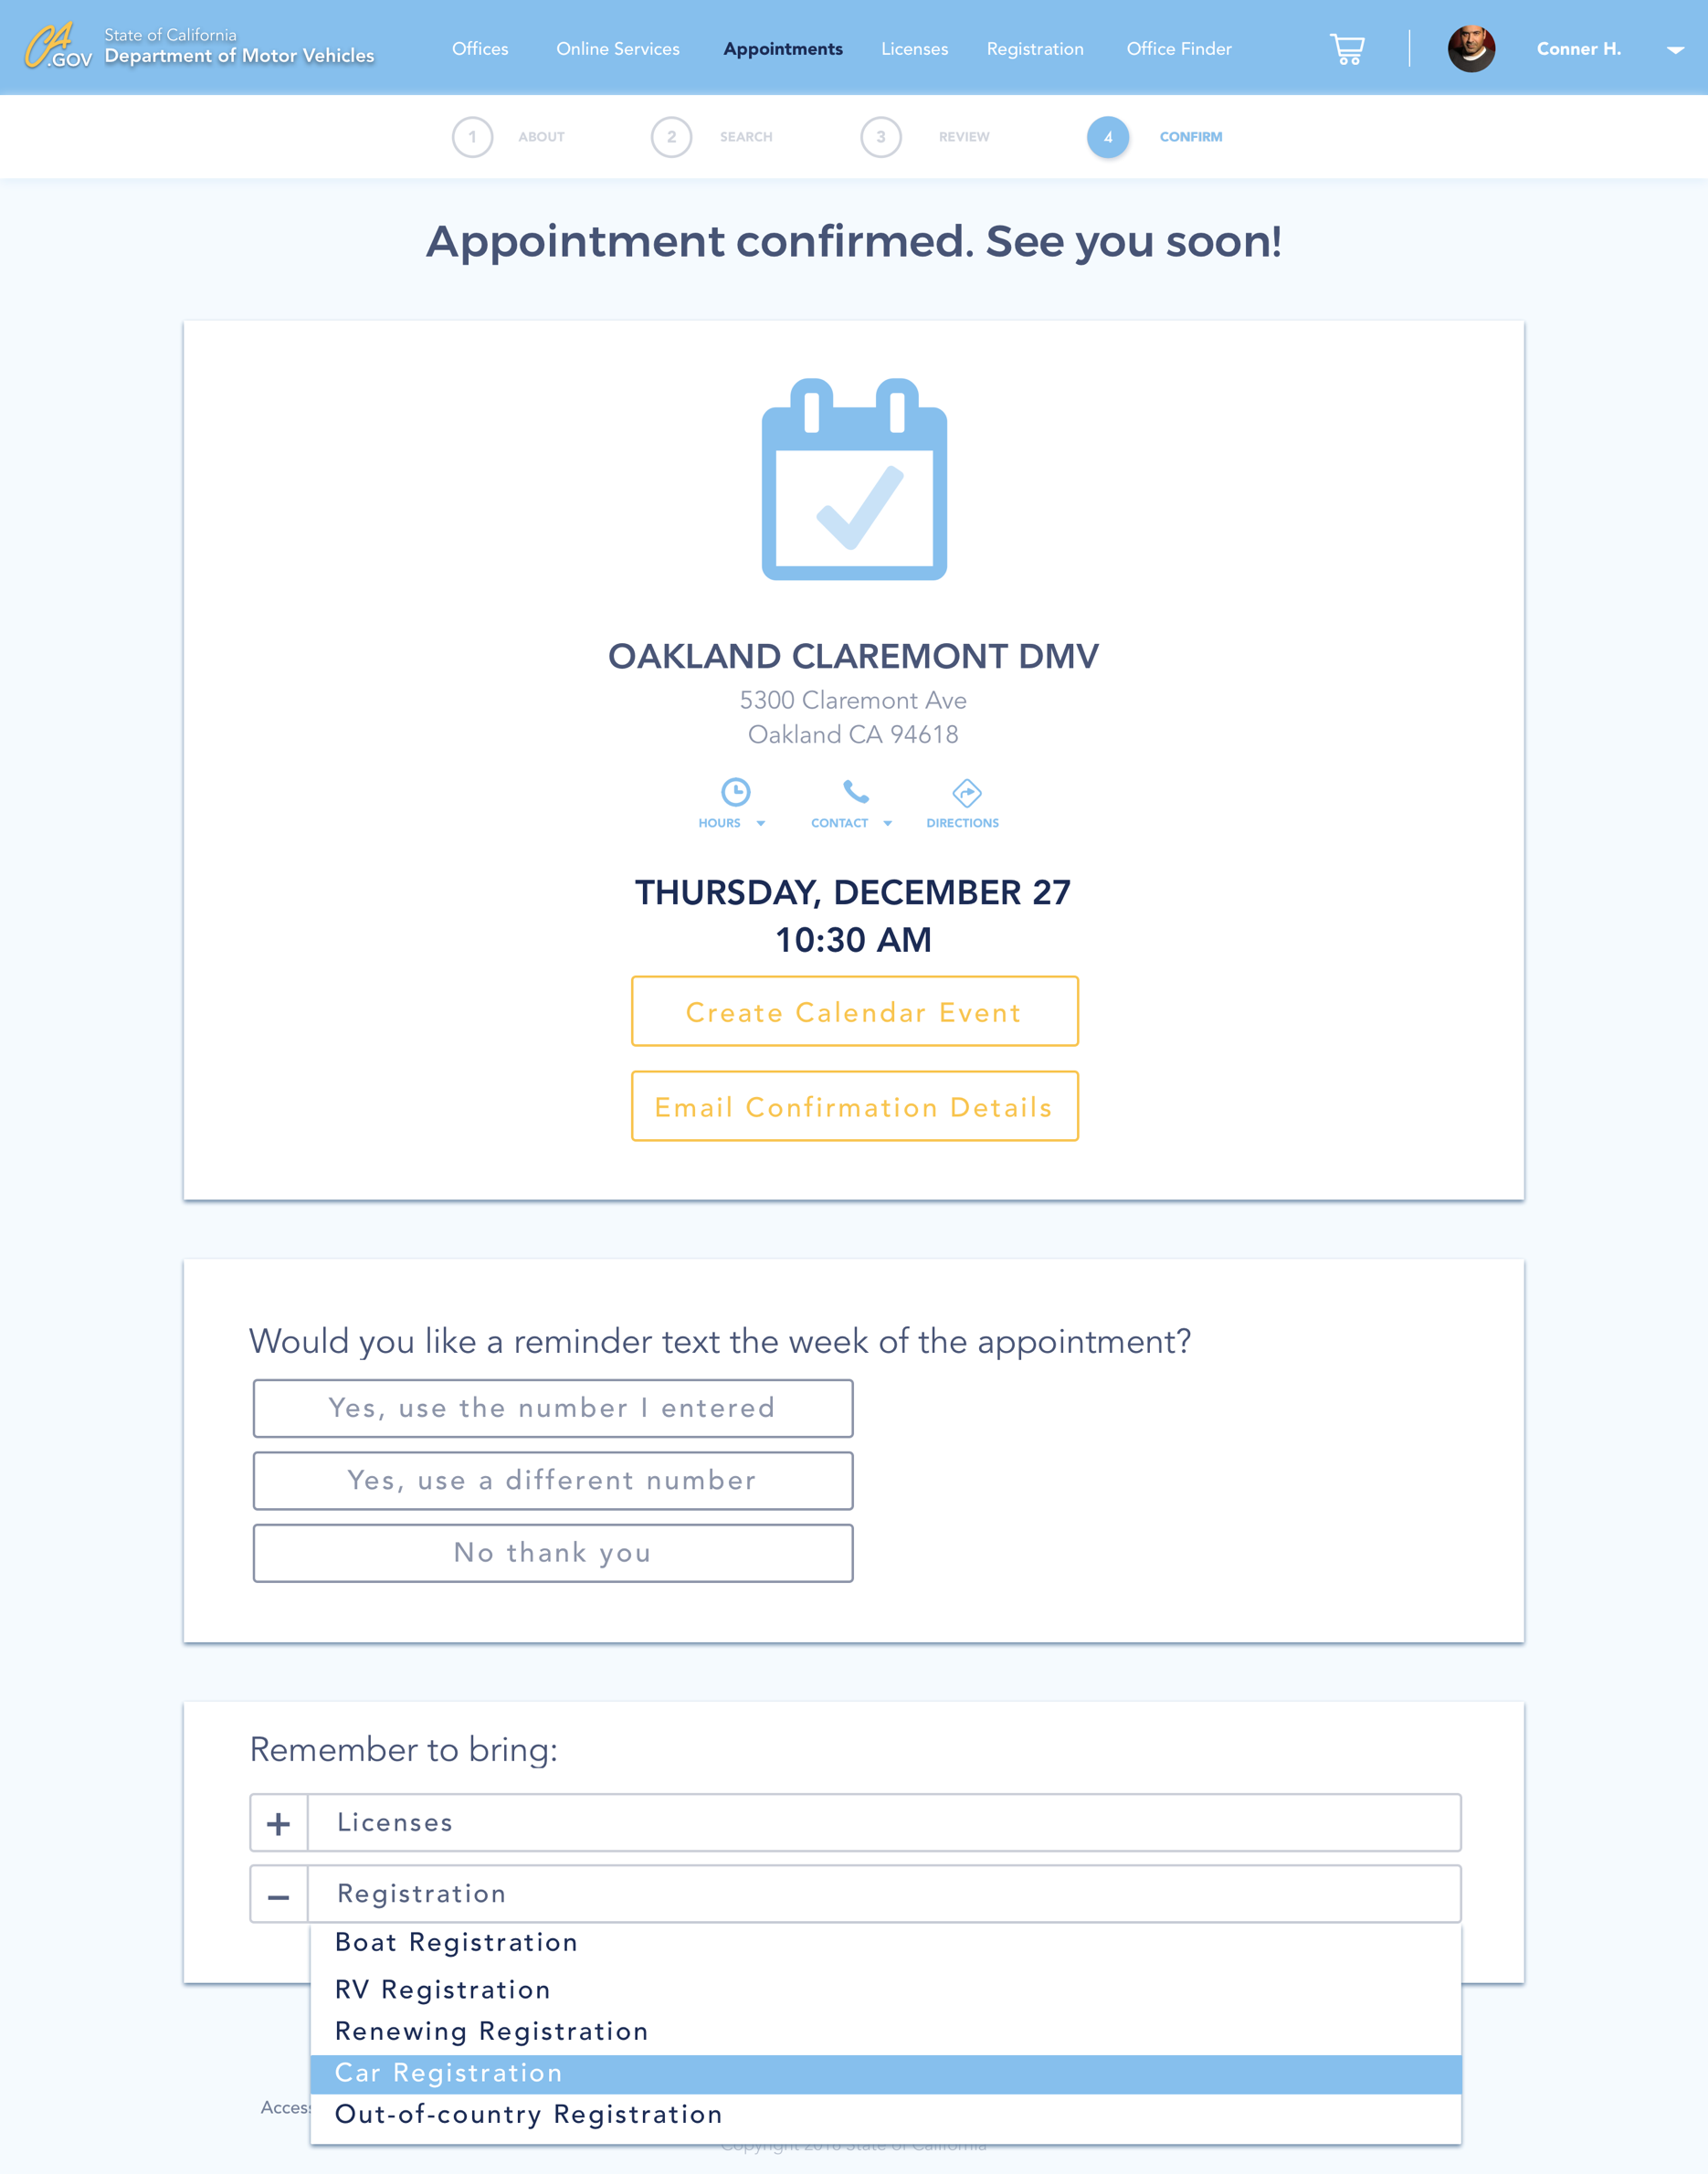 CA
.GOV
State of California
Department of Motor Vehicles
Offices
Online Services
Appointments
Licenses
Registration
Office Finder
Conner H.
1
ABOUT
2
SEARCH
3
REVIEW
4
CONFIRM
Appointment confirmed. See you soon!
OAKLAND CLAREMONT DMV
5300 Claremont Ave
Oakland CA 94618
HOURS
CONTACT
DIRECTIONS
THURSDAY, DECEMBER 27
10:30 AM
Create Calendar Event
Email Confirmation Details
Would you like a reminder text the week of the appointment?
Yes, use the number I entered
Yes, use a different number
No thank you
Remember to bring:
+ Licenses
– Registration
Boat Registration
RV Registration
Renewing Registration
Car Registration
Out-of-country Registration
Copyright State of California